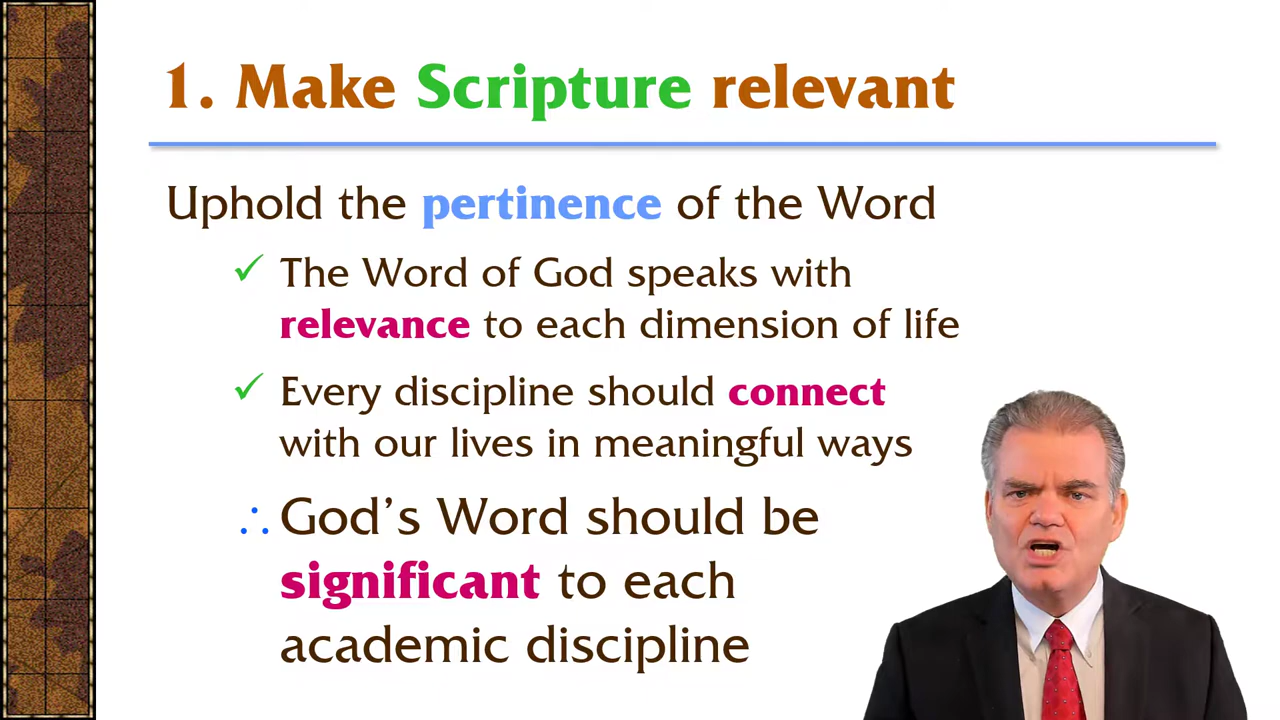 1. Make Scripture relevant
Uphold the pertinence of the Word
✓ The Word of God speaks with
relevance to each dimension of life
✓ Every discipline should connect
with our lives in meaningful ways
∴ God's Word should be
significant to each
academic discipline